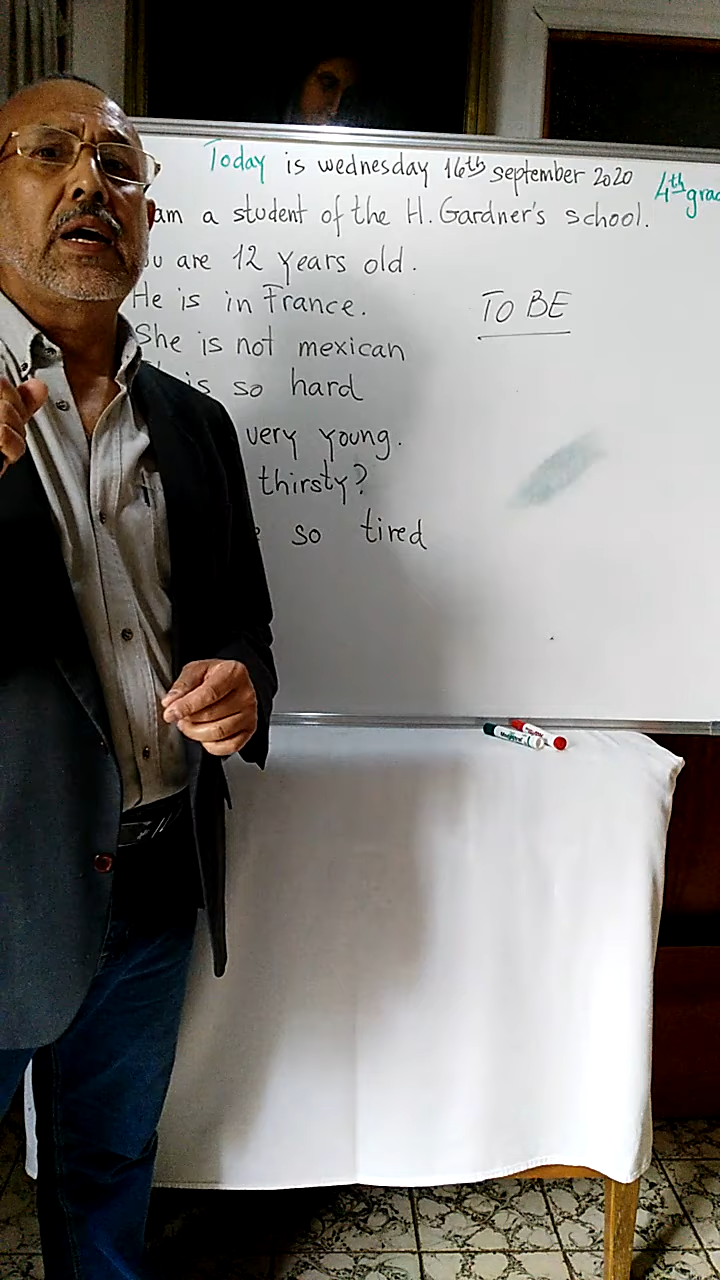 Today is wednesday 16th september 2020
4th grad
am a student of the H. Gardner's school.
are 12 years old.
He is in France.
TO BE
She is not mexican
is so hard
very young.
thirsty?
so tired